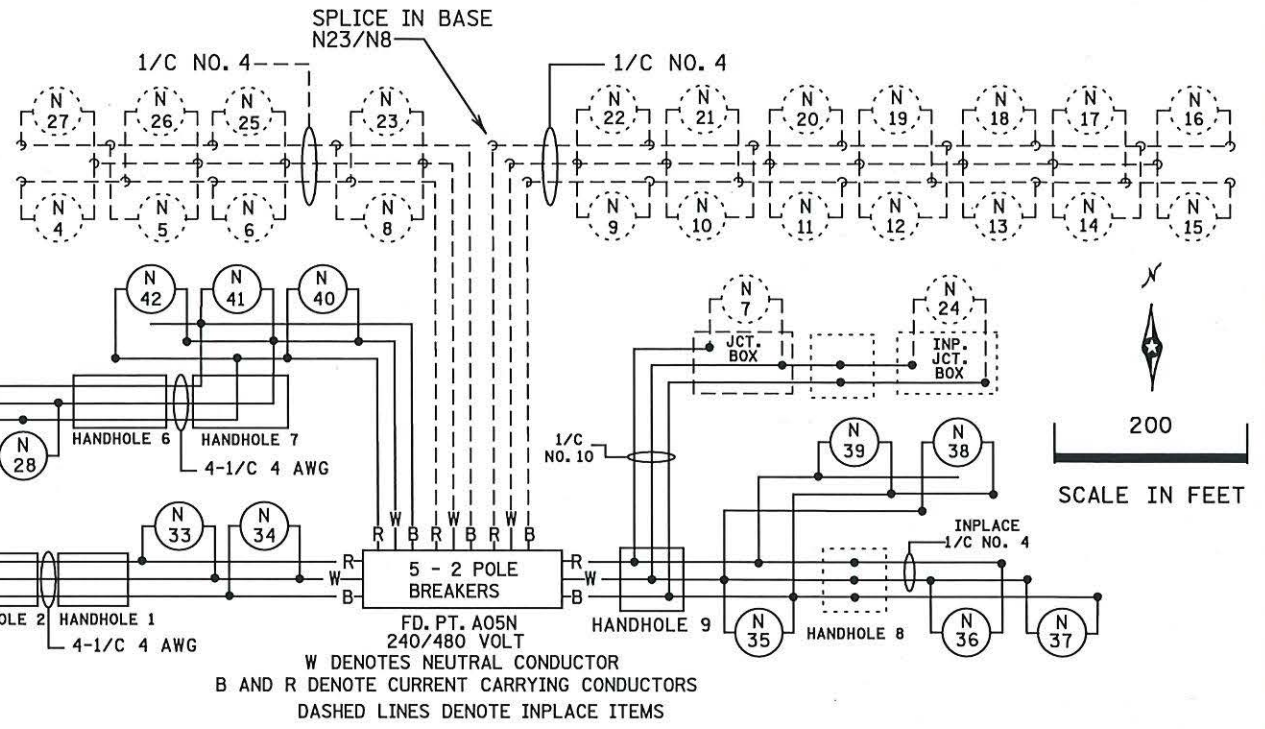 SPLICE IN BASE
N23/N8
1/C NO. 4
1/C NO. 4
N
27
N
26
N
25
N
23
N
22
N
21
N
20
N
19
N
18
N
17
N
16
N
4
N
5
N
6
N
8
N
9
N
10
N
11
N
12
N
13
N
14
N
15
N
42
N
41
N
40
N
7
N
24
N
JCT.
BOX
INP.
JCT.
BOX
HANDHOLE 6
HANDHOLE 7
N
28
4-1/C 4 AWG
1/C
NO. 10
N
39
N
38
200
SCALE IN FEET
N
33
N
34
R W B R W B R W B
INPLACE
1/C NO. 4
R
W
B
5 - 2 POLE
BREAKERS
R
W
B
OLE 2
HANDHOLE 1
4-1/C 4 AWG
HANDHOLE 9
N
35
HANDHOLE 8
N
36
N
37
FD. PT. A05N
240/480 VOLT
W DENOTES NEUTRAL CONDUCTOR
B AND R DENOTE CURRENT CARRYING CONDUCTORS
DASHED LINES DENOTE INPLACE ITEMS